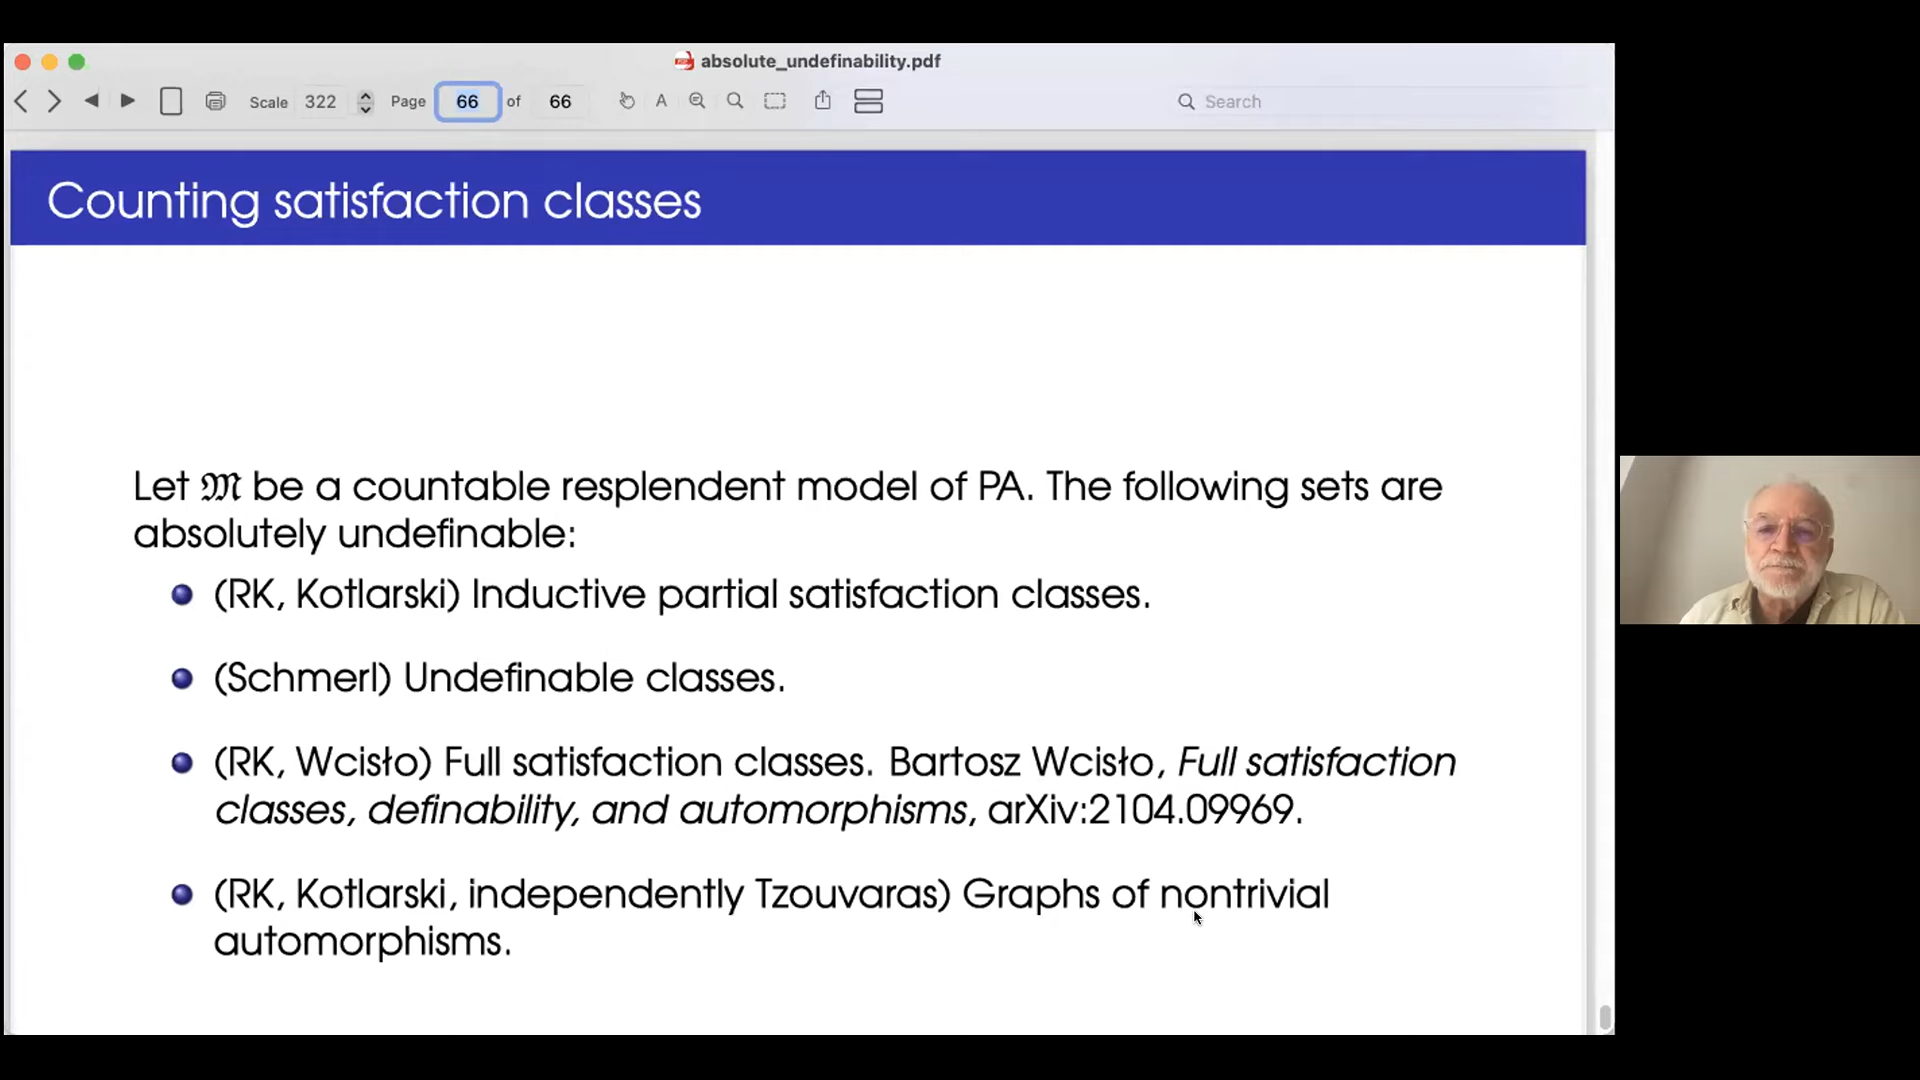 absolute_undefinability.pdf
Scale 322 Page 66 of 66 A Search
Counting satisfaction classes
Let 𝔐 be a countable resplendent model of PA. The following sets are
absolutely undefinable:
(RK, Kotlarski) Inductive partial satisfaction classes.
(Schmerl) Undefinable classes.
(RK, Wcisło) Full satisfaction classes. Bartosz Wcisło, Full satisfaction
classes, definability, and automorphisms, arXiv:2104.09969.
(RK, Kotlarski, independently Tzouvaras) Graphs of nontrivial
automorphisms.